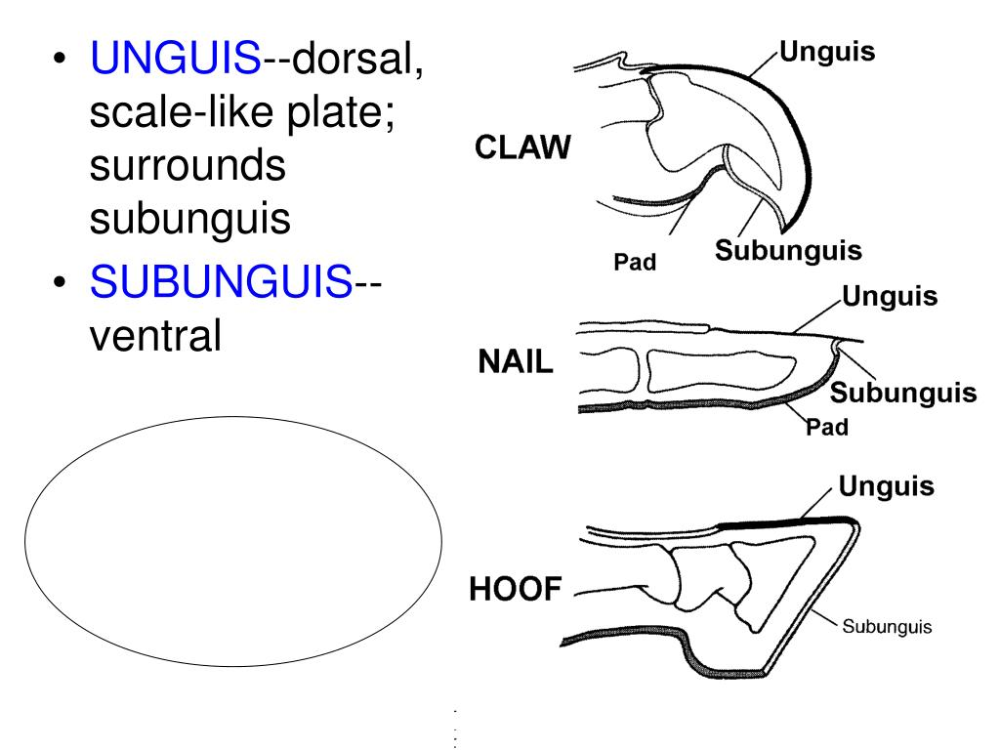 • UNGUIS--dorsal,
scale-like plate;
surrounds
subunguis
• SUBUNGUIS--
ventral
Unguis
CLAW
Subunguis
Pad
Unguis
NAIL
Subunguis
Pad
Unguis
HOOF
Subunguis